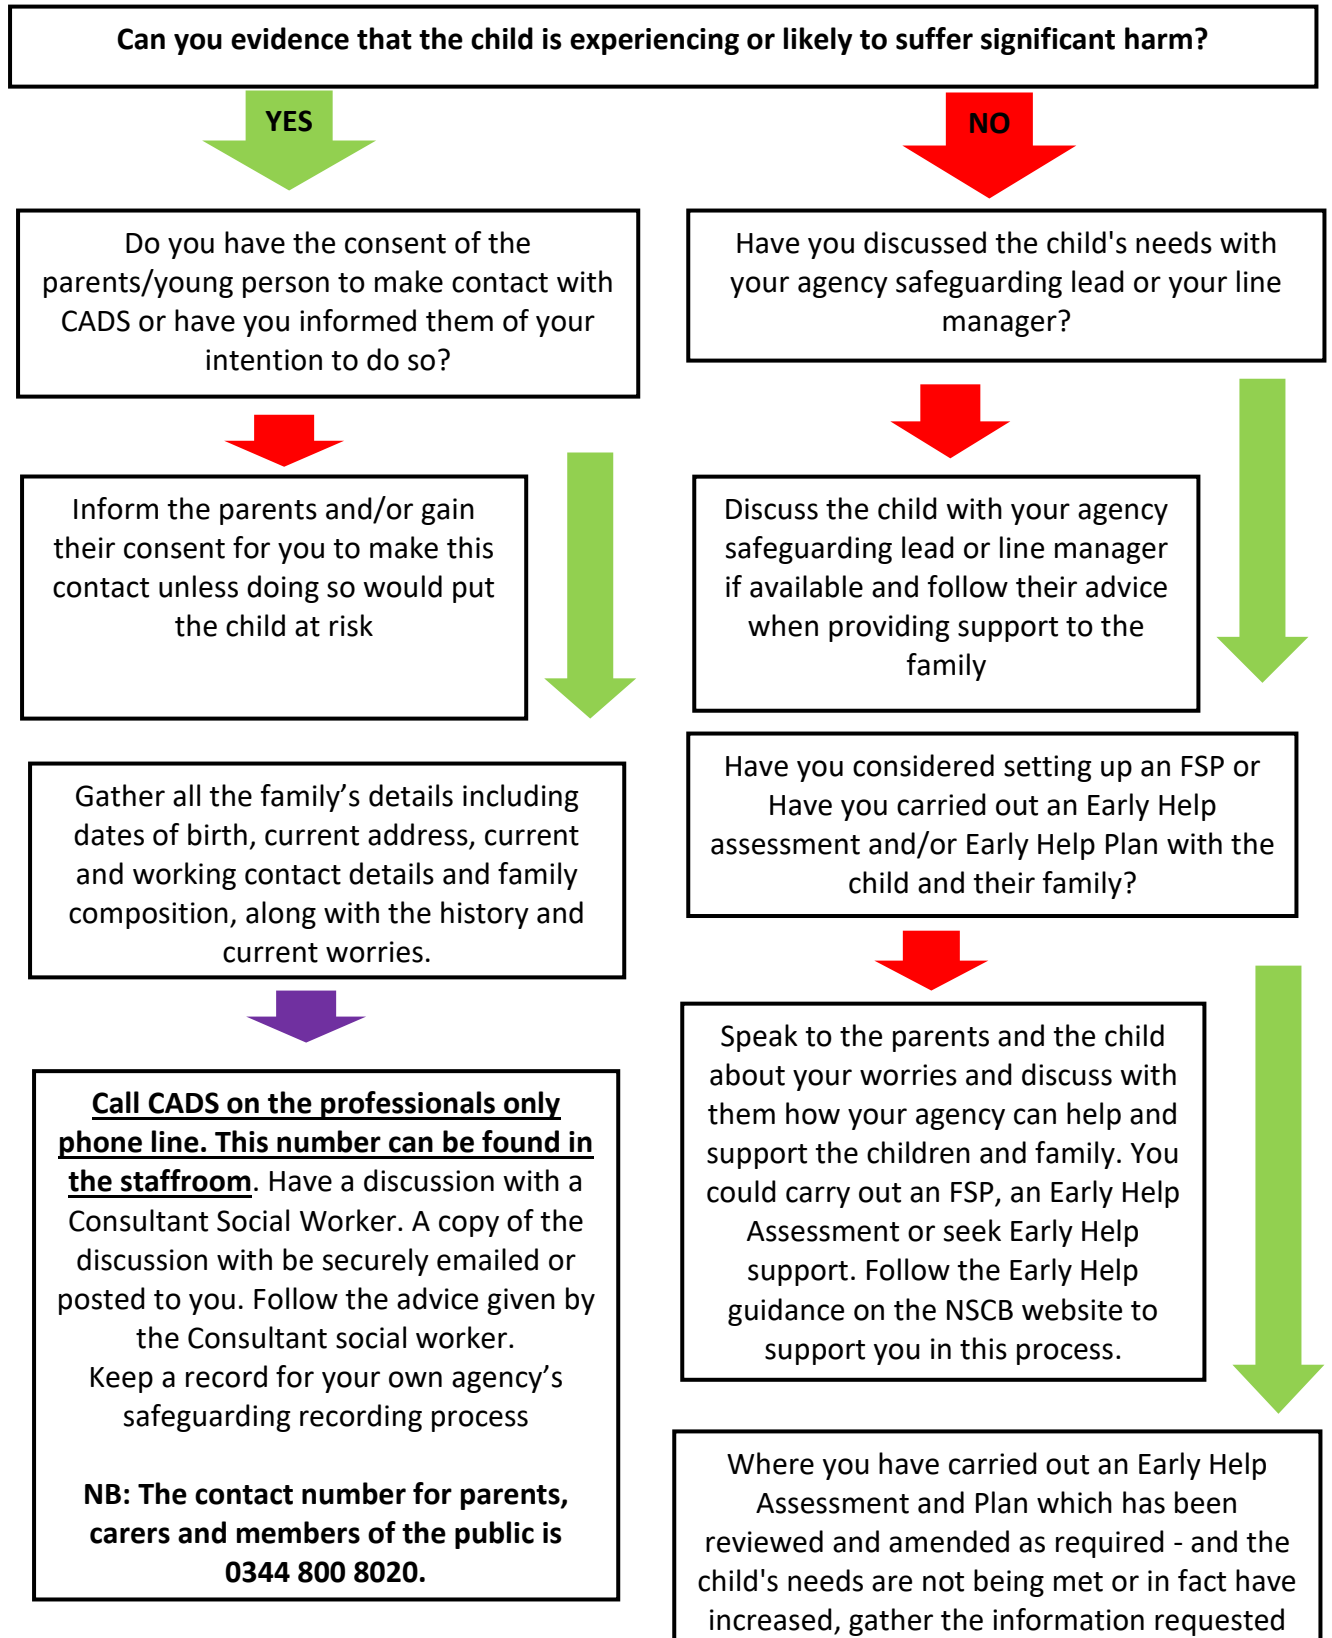 Can you evidence that the child is experiencing or likely to suffer significant harm?
YES
NO
Do you have the consent of the
parents/young person to make contact with
CADS or have you informed them of your
intention to do so?
Have you discussed the child's needs with
your agency safeguarding lead or your line
manager?
Inform the parents and/or gain
their consent for you to make this
contact unless doing so would put
the child at risk
Discuss the child with your agency
safeguarding lead or line manager
if available and follow their advice
when providing support to the
family
Gather all the family’s details including
dates of birth, current address, current
and working contact details and family
composition, along with the history and
current worries.
Have you considered setting up an FSP or
Have you carried out an Early Help
assessment and/or Early Help Plan with the
child and their family?
Call CADS on the professionals only
phone line. This number can be found in
the staffroom. Have a discussion with a
Consultant Social Worker. A copy of the
discussion with be securely emailed or
posted to you. Follow the advice given by
the Consultant social worker.
Keep a record for your own agency’s
safeguarding recording process
NB: The contact number for parents,
carers and members of the public is
0344 800 8020.
Speak to the parents and the child
about your worries and discuss with
them how your agency can help and
support the children and family. You
could carry out an FSP, an Early Help
Assessment or seek Early Help
support. Follow the Early Help
guidance on the NSCB website to
support you in this process.
Where you have carried out an Early Help
Assessment and Plan which has been
reviewed and amended as required - and the
child's needs are not being met or in fact have
increased, gather the information requested